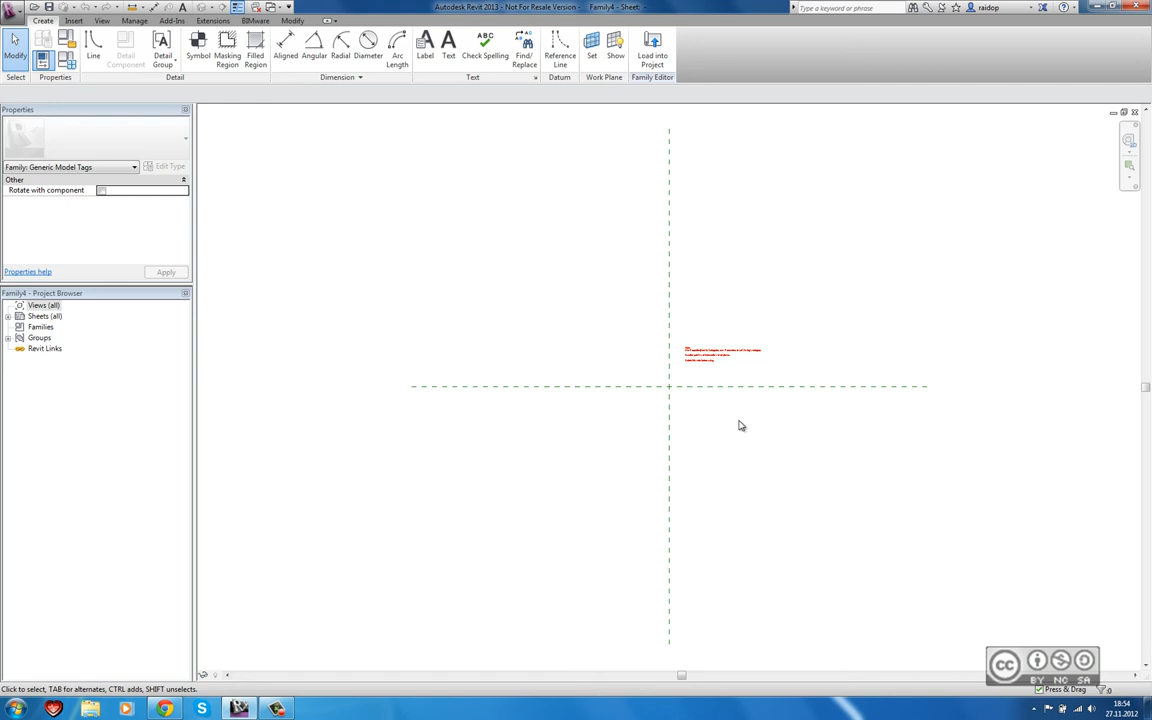 Autodesk Revit 2013 - Not For Resale Version - Family4 - Sheet: -
Type a keyword or phrase
raidop
Create Insert View Manage Add-Ins Extensions BIMware Modify
Modify
Line
Detail Component
Detail Group
Symbol
Masking Region
Filled Region
Aligned
Angular
Radial
Diameter
Arc Length
Label
Text
Check Spelling
Find/ Replace
Reference Line
Set
Show
Load into Project
Select Properties Detail Dimension Text Datum Work Plane Family Editor
Properties
Family: Generic Model Tags
Edit Type
Other
Rotate with component
Properties help
Apply
Family4 - Project Browser
Views (all)
Sheets (all)
Families
Groups
Revit Links
Click to select, TAB for alternates, CTRL adds, SHIFT unselects.
cc
BY NC SA
Press & Drag
:0
18:54
27.11.2012